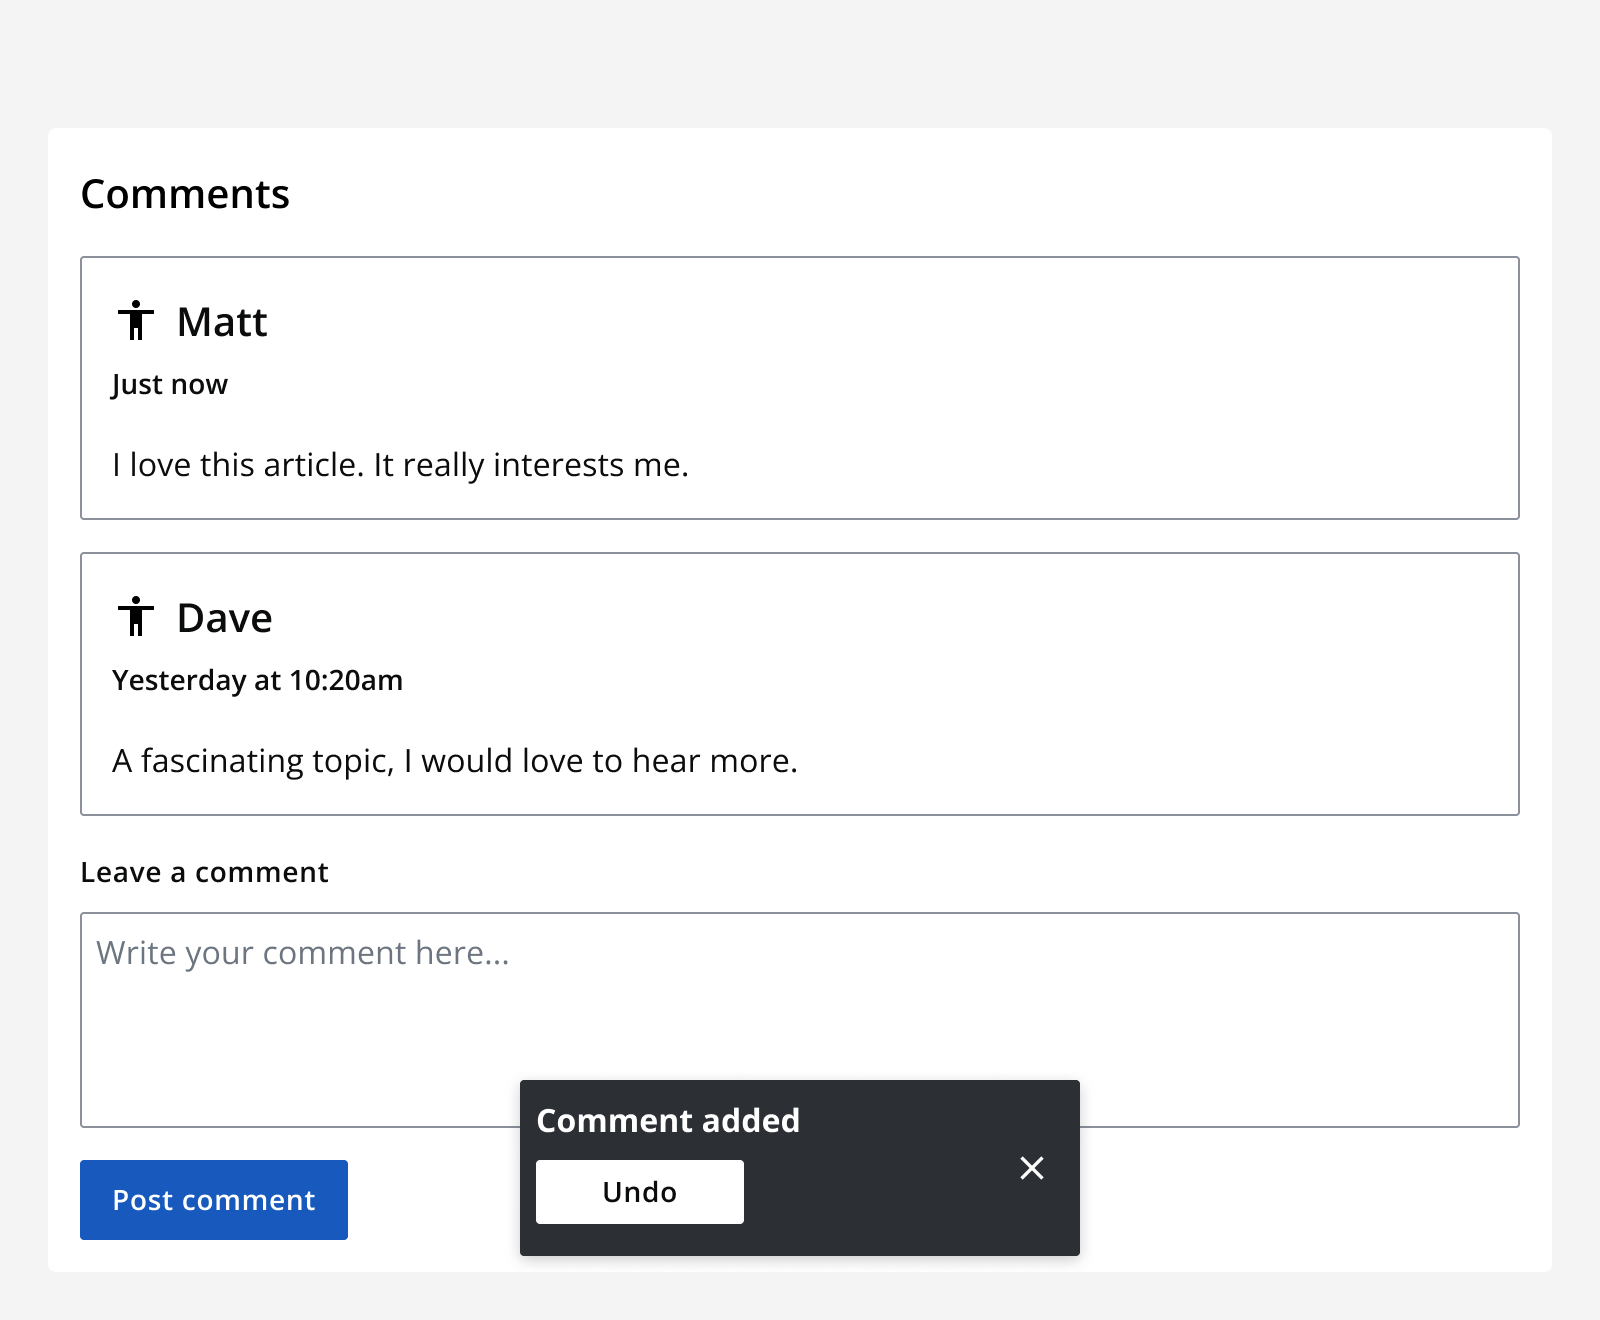 Comments
Matt
Just now
I love this article. It really interests me.
Dave
Yesterday at 10:20am
A fascinating topic, I would love to hear more.
Leave a comment
Write your comment here...
Comment added
Undo
Post comment